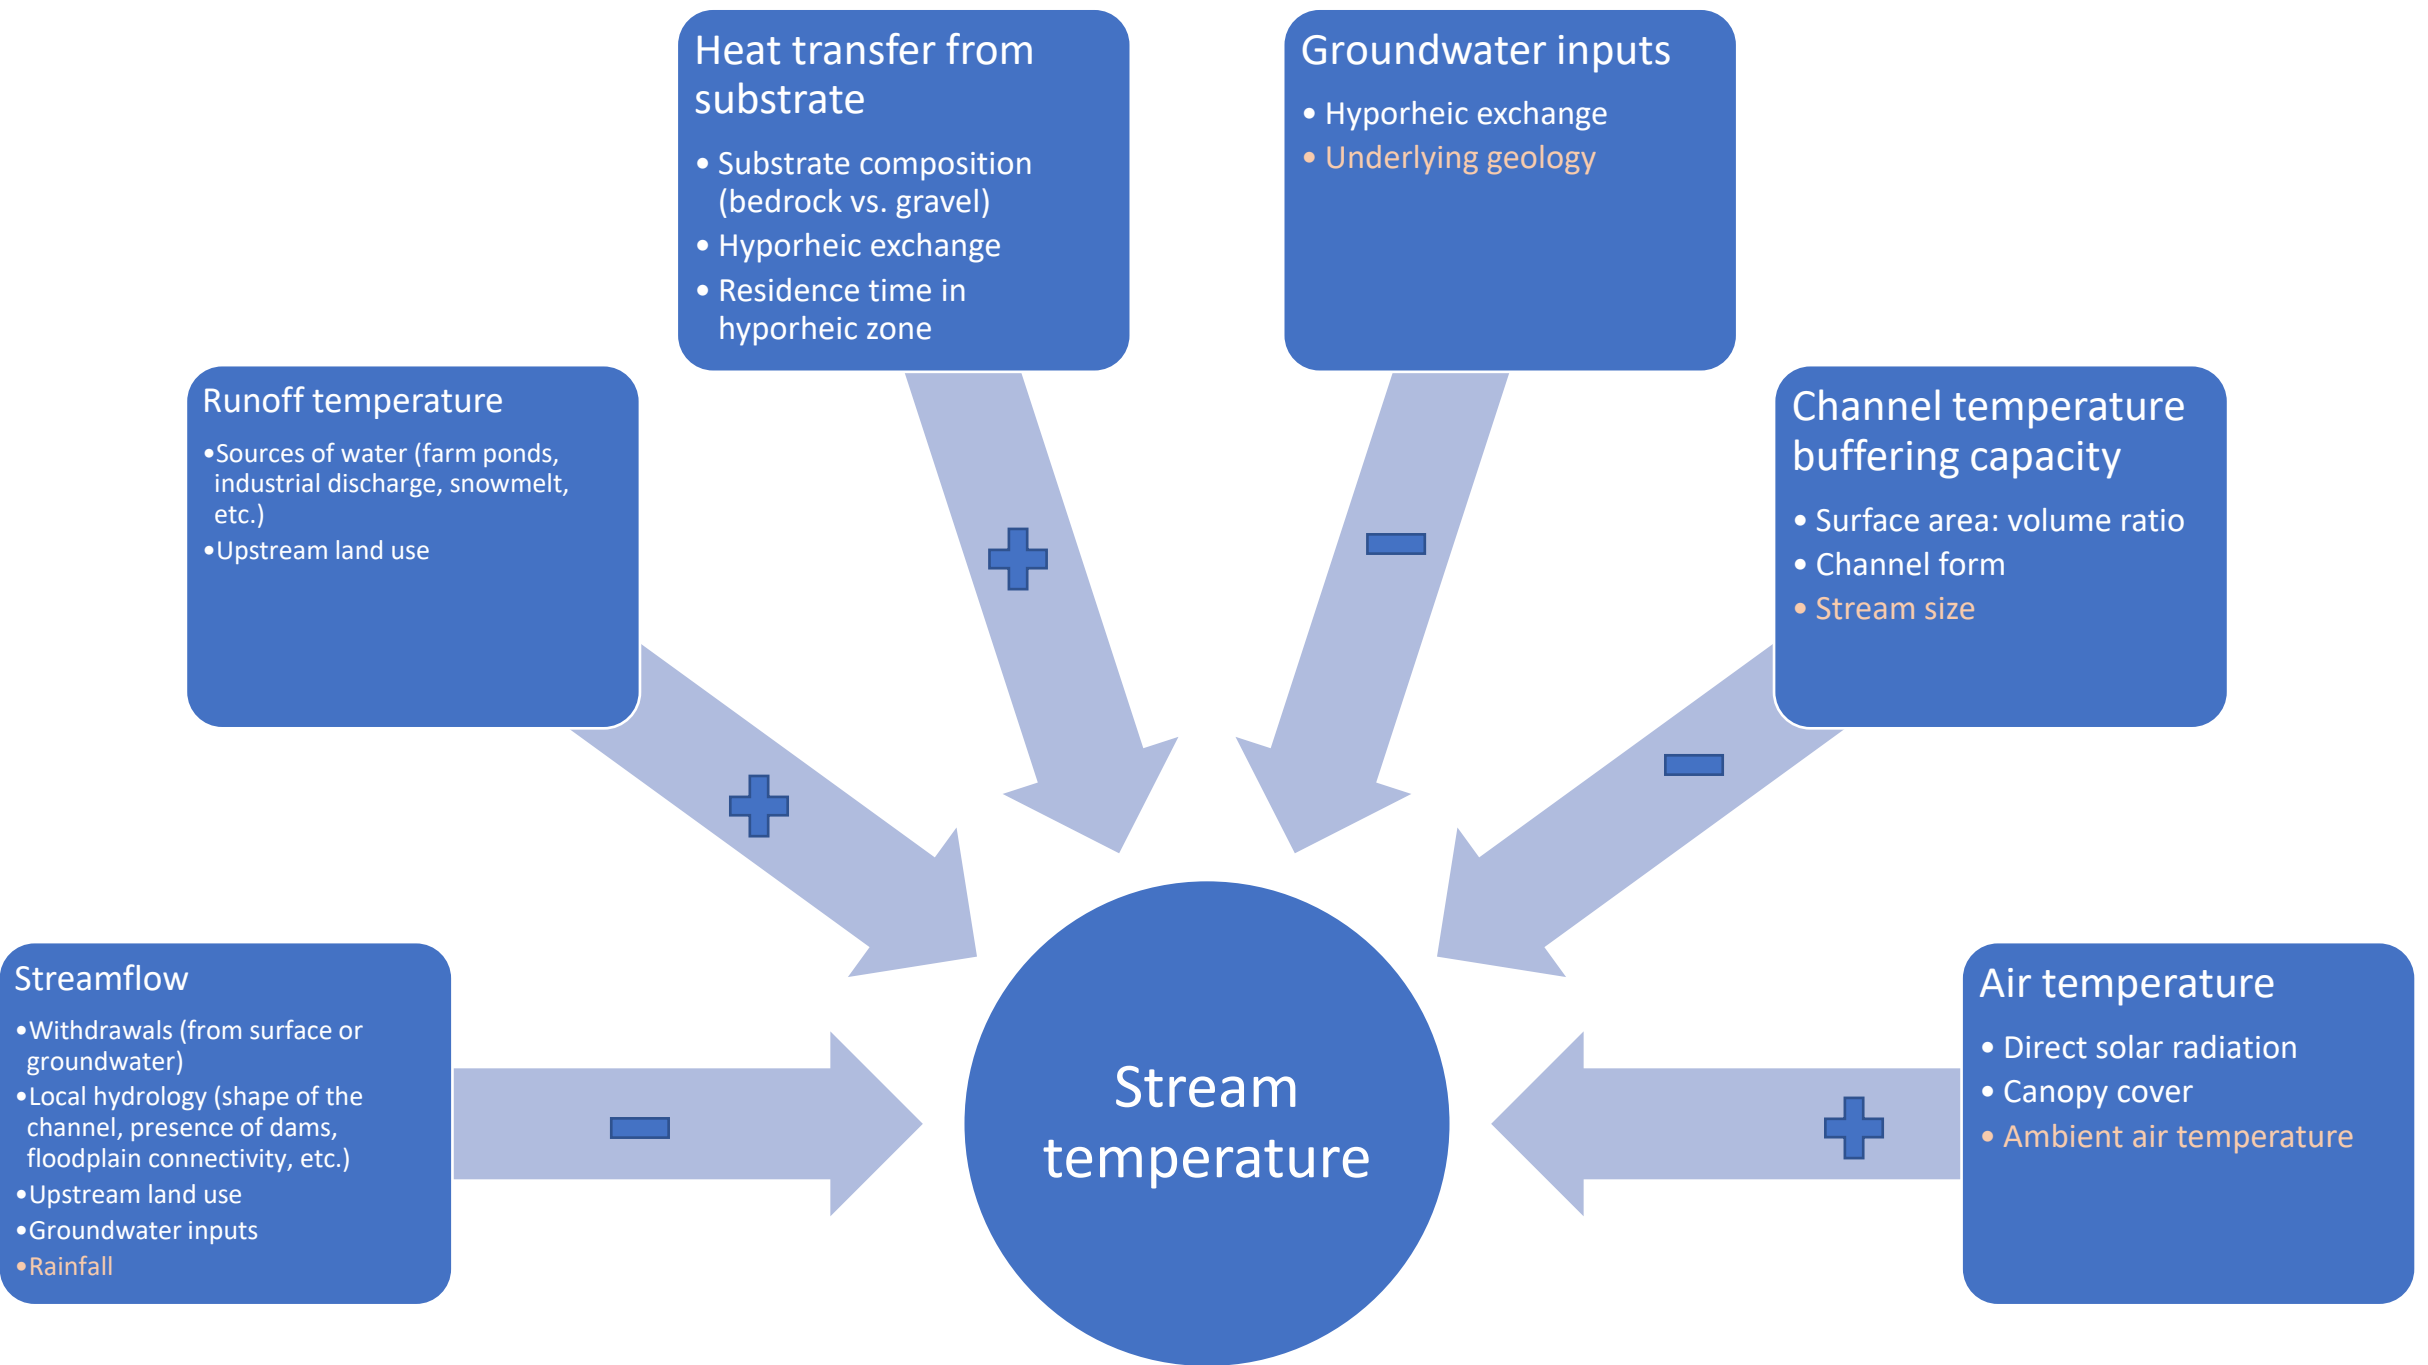 Heat transfer from
substrate
• Substrate composition
(bedrock vs. gravel)
• Hyporheic exchange
• Residence time in
hyporheic zone
Groundwater inputs
• Hyporheic exchange
• Underlying geology
Runoff temperature
•Sources of water (farm ponds,
industrial discharge, snowmelt,
etc.)
•Upstream land use
Channel temperature
buffering capacity
• Surface area: volume ratio
• Channel form
• Stream size
Streamflow
•Withdrawals (from surface or
groundwater)
•Local hydrology (shape of the
channel, presence of dams,
floodplain connectivity, etc.)
•Upstream land use
•Groundwater inputs
•Rainfall
Stream
temperature
Air temperature
• Direct solar radiation
• Canopy cover
• Ambient air temperature